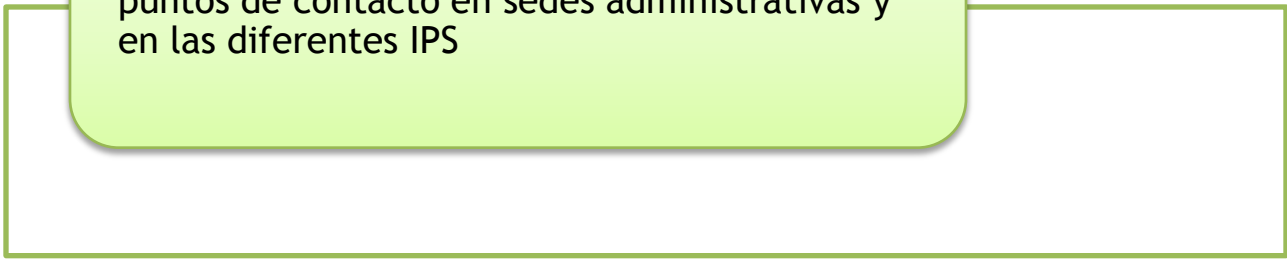 puntos de contacto en sedes administrativas y
en las diferentes IPS